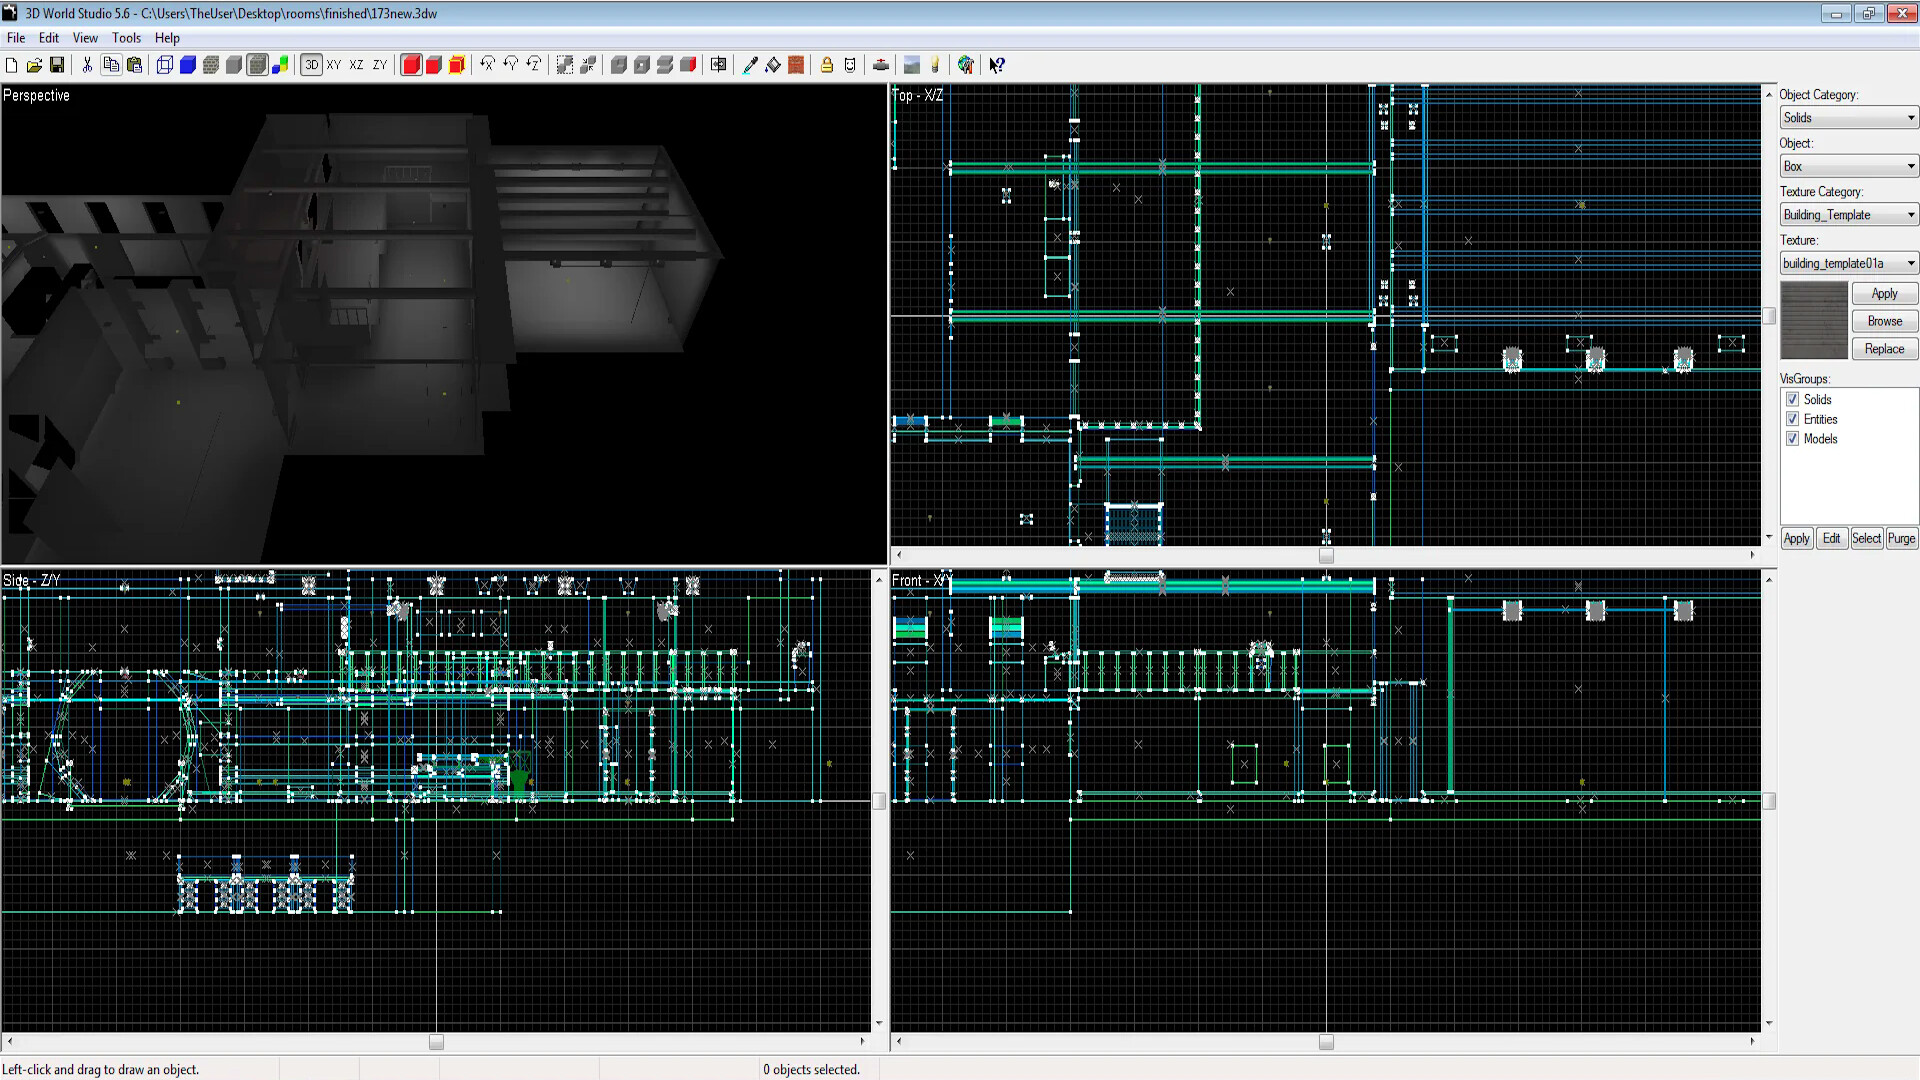 3D World Studio 5.6 - C:\Users\TheUser\Desktop\rooms\finished\173new.3dw
File Edit View Tools Help
3D XY XZ ZY
Perspective
Top - X/Z
Object Category:
Solids
Object:
Box
Texture Category:
Building_Template
Texture:
building_template01a
Apply
Browse
Replace
VisGroups:
Solids
Entities
Models
Apply Edit Select Purge
Side - Z/Y
Front - X/Y
Left-click and drag to draw an object.
0 objects selected.